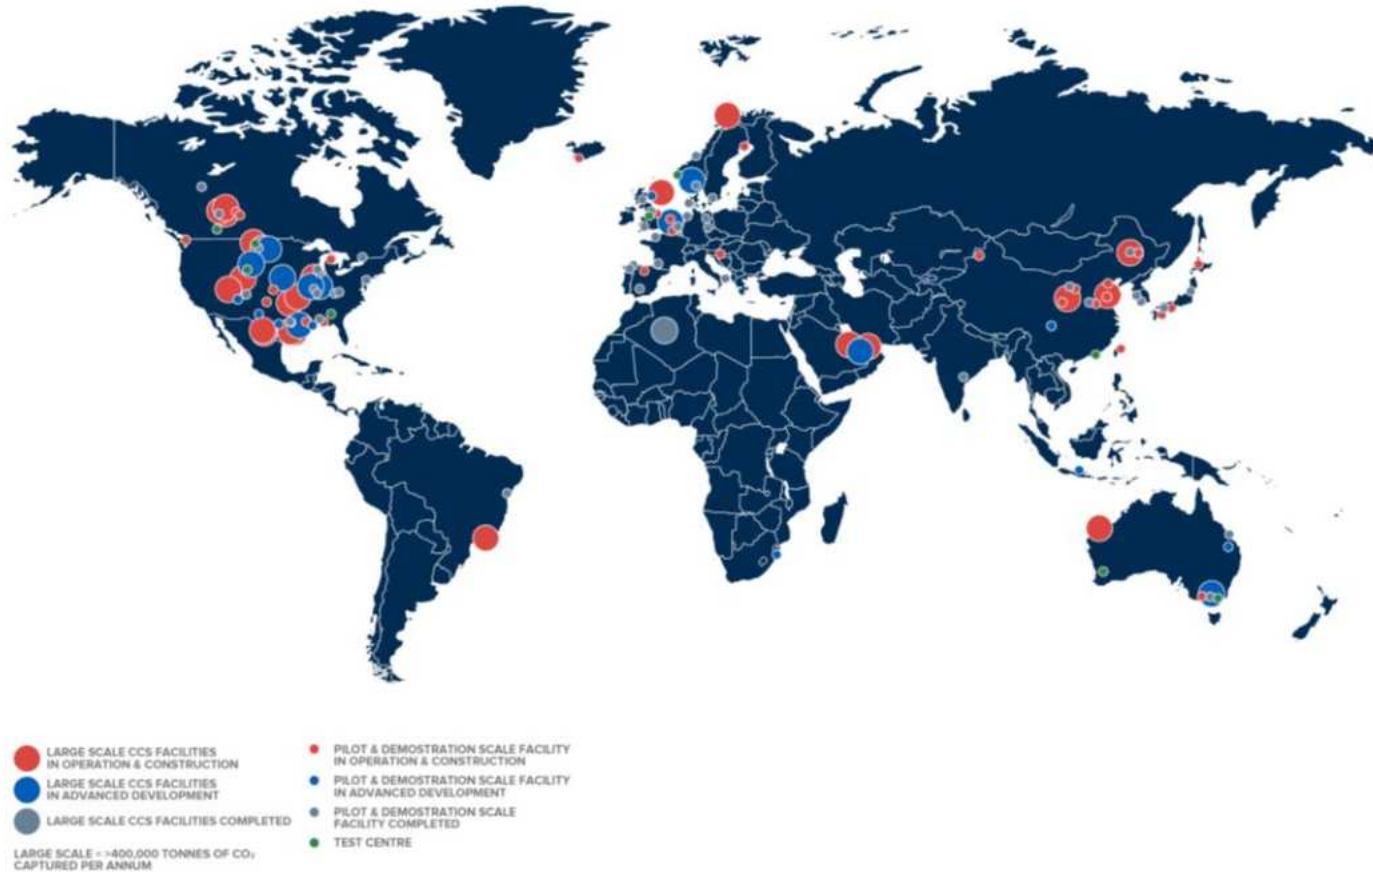 LARGE SCALE CCS FACILITIES
IN OPERATION & CONSTRUCTION
LARGE SCALE CCS FACILITIES
IN ADVANCED DEVELOPMENT
LARGE SCALE CCS FACILITIES COMPLETED
LARGE SCALE = >400,000 TONNES OF CO₂
CAPTURED PER ANNUM
PILOT & DEMOSTRATION SCALE FACILITY
IN OPERATION & CONSTRUCTION
PILOT & DEMOSTRATION SCALE FACILITY
IN ADVANCED DEVELOPMENT
PILOT & DEMOSTRATION SCALE
FACILITY COMPLETED
TEST CENTRE